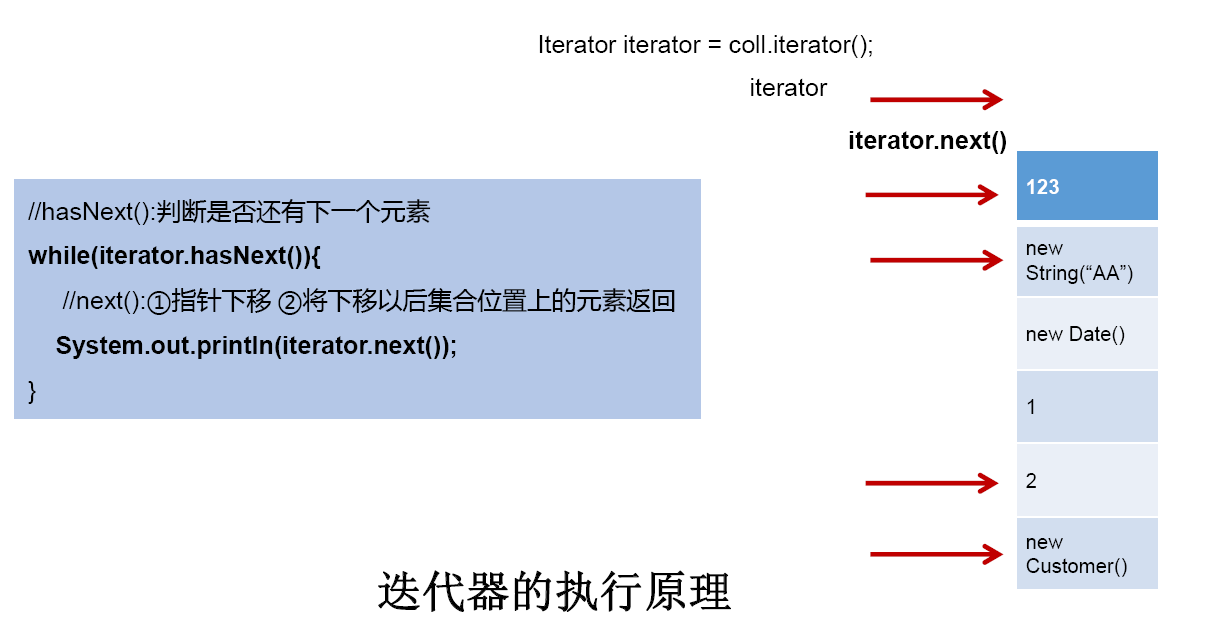 Iterator iterator = coll.iterator();
iterator
iterator.next()
//hasNext():判断是否还有下一个元素
while(iterator.hasNext()){
//next():①指针下移 ②将下移以后集合位置上的元素返回
System.out.println(iterator.next());
}
123
new
String(“AA”)
new Date()
1
2
new
Customer()
迭代器的执行原理